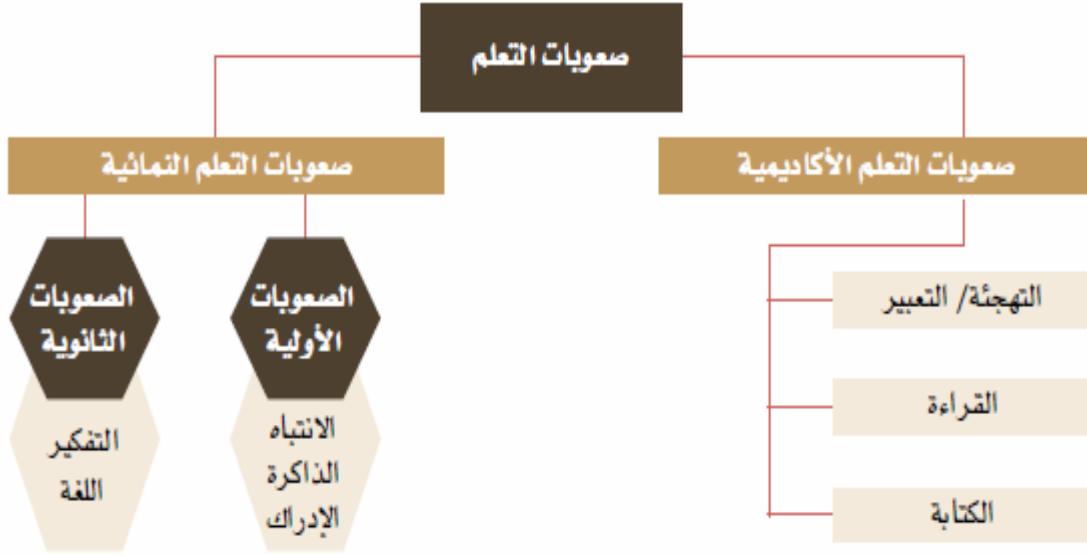 صعوبات التعلم
صعوبات التعلم الأكاديمية
التهجئة/ التعبير
القراءة
الكتابة
صعوبات التعلم النمائية
الصعوبات
الأولية
الانتباه
الذاكرة
الإدراك
الصعوبات
الثانوية
التفكير
اللغة